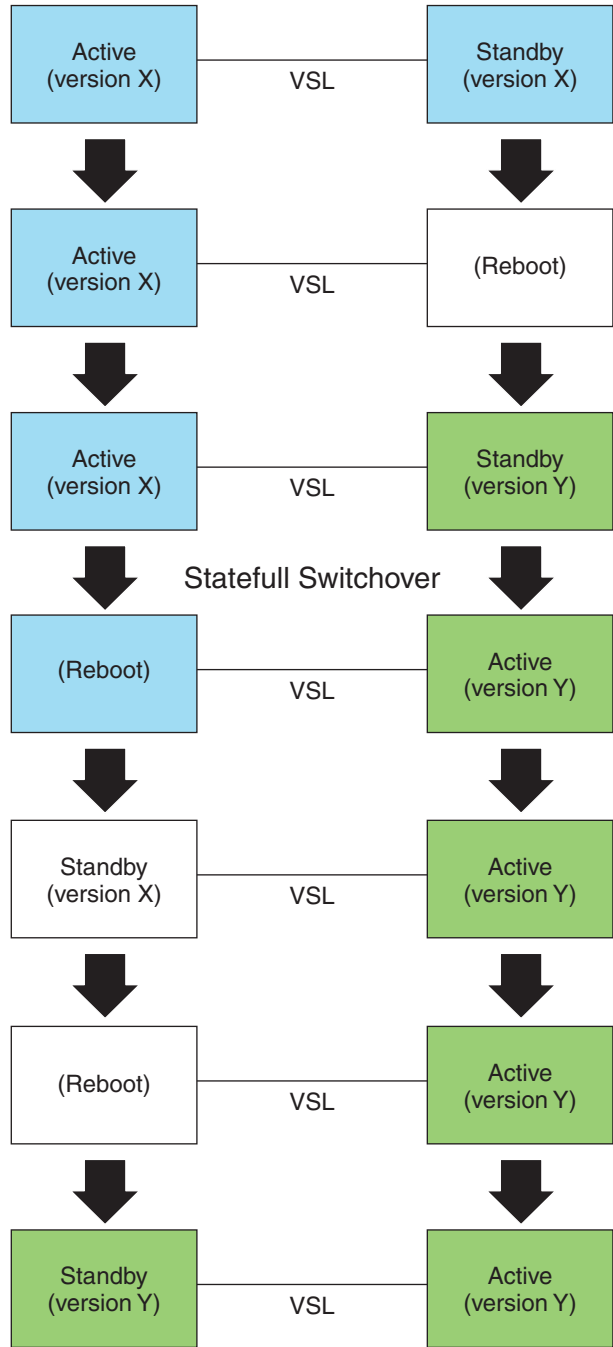 Active
(version X)
VSL
Standby
(version X)
Active
(version X)
VSL
(Reboot)
Active
(version X)
VSL
Standby
(version Y)
Statefull Switchover
(Reboot)
VSL
Active
(version Y)
Standby
(version X)
VSL
Active
(version Y)
(Reboot)
VSL
Active
(version Y)
Standby
(version Y)
VSL
Active
(version Y)